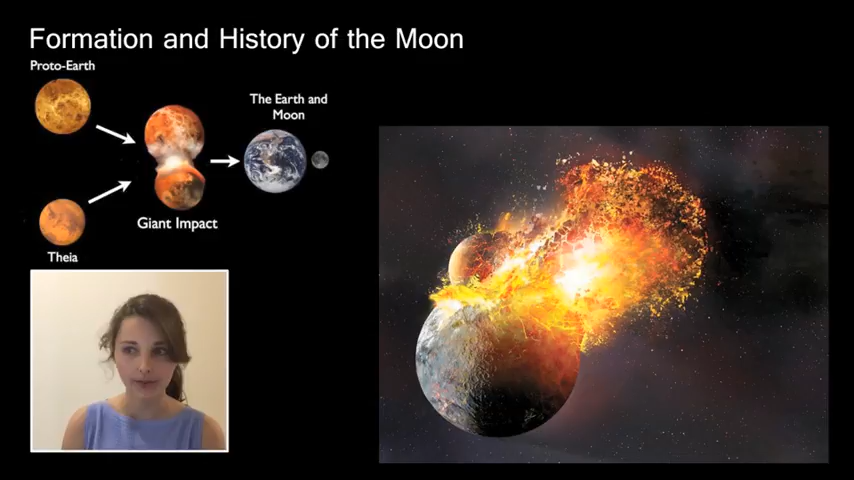 Formation and History of the Moon
Proto-Earth
The Earth and
Moon
Giant Impact
Theia